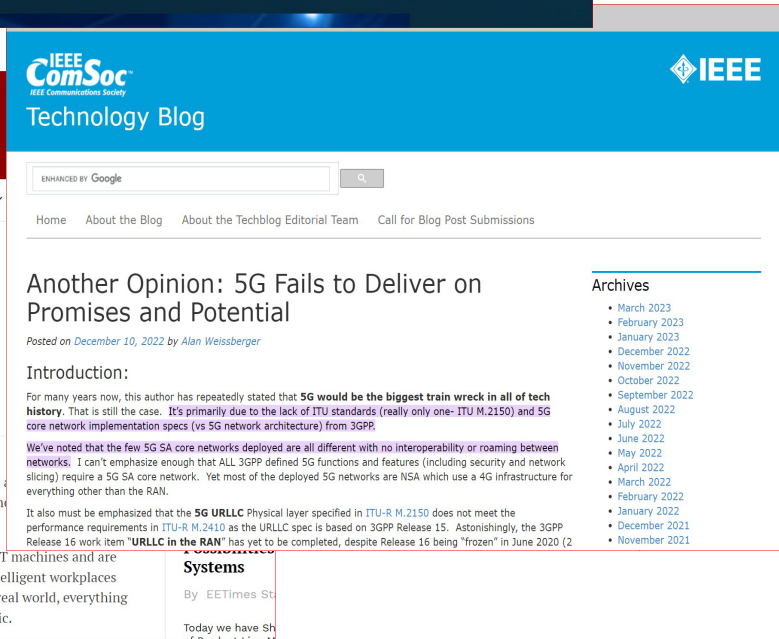 IEEE
ComSoc™
IEEE Communications Society
IEEE
Technology Blog
ENHANCED BY Google
Home About the Blog About the Techblog Editorial Team Call for Blog Post Submissions
Another Opinion: 5G Fails to Deliver on
Promises and Potential
Posted on December 10, 2022 by Alan Weissberger
Introduction:
For many years now, this author has repeatedly stated that 5G would be the biggest train wreck in all of tech
history. That is still the case. It's primarily due to the lack of ITU standards (really only one- ITU M.2150) and 5G
core network implementation specs (vs 5G network architecture) from 3GPP.
We've noted that the few 5G SA core networks deployed are all different with no interoperability or roaming between
networks. I can't emphasize enough that ALL 3GPP defined 5G functions and features (including security and network
slicing) require a 5G SA core network. Yet most of the deployed 5G networks are NSA which use a 4G infrastructure for
everything other than the RAN.
It also must be emphasized that the 5G URLLC Physical layer specified in ITU-R M.2150 does not meet the
performance requirements in ITU-R M.2410 as the URLLC spec is based on 3GPP Release 15. Astonishingly, the 3GPP
Release 16 work item "URLLC in the RAN" has yet to be completed, despite Release 16 being "frozen" in June 2020 (2
Archives
March 2023
February 2023
January 2023
December 2022
November 2022
October 2022
September 2022
August 2022
July 2022
June 2022
May 2022
April 2022
March 2022
February 2022
January 2022
December 2021
November 2021
T machines and are
elligent workplaces
eal world, everything
ic.
Possibilities
Systems
By EETimes St
Today we have Sh